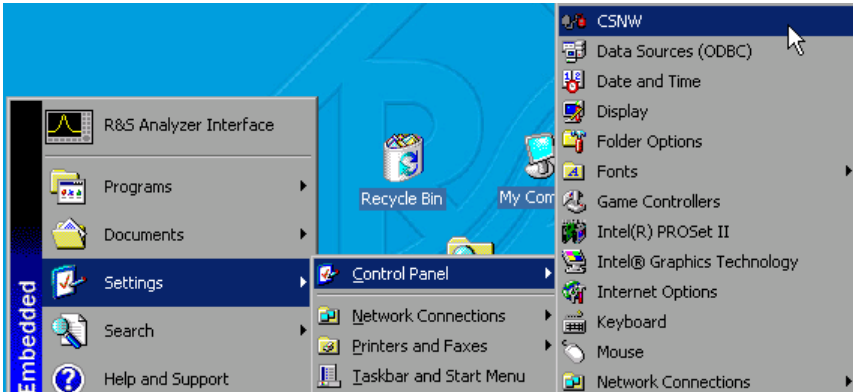 R&S Analyzer Interface
Programs
Documents
Settings
Search
Help and Support
Embedded
Recycle Bin
My Com
Control Panel
Network Connections
Printers and Faxes
Taskbar and Start Menu
CSNW
Data Sources (ODBC)
Date and Time
Display
Folder Options
Fonts
Game Controllers
Intel(R) PROSet II
Intel® Graphics Technology
Internet Options
Keyboard
Mouse
Network Connections